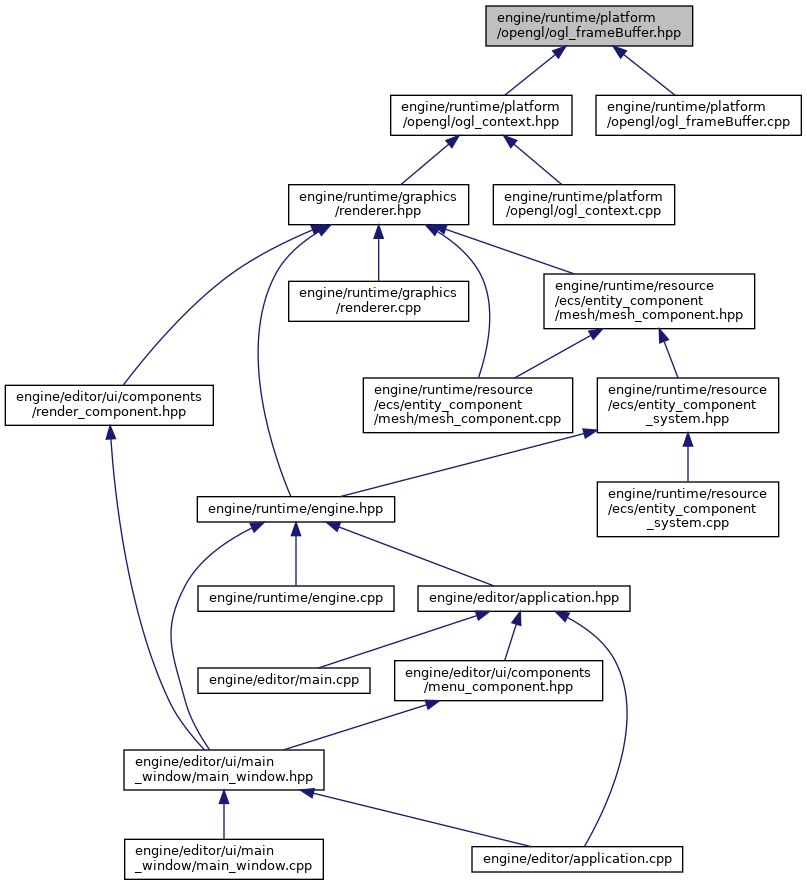 engine/runtime/platform
/opengl/ogl_frameBuffer.hpp
engine/runtime/platform
/opengl/ogl_context.hpp
engine/runtime/platform
/opengl/ogl_frameBuffer.cpp
engine/runtime/graphics
/renderer.hpp
engine/runtime/platform
/opengl/ogl_context.cpp
engine/runtime/graphics
/renderer.cpp
engine/runtime/resource
/ecs/entity_component
/mesh/mesh_component.hpp
engine/editor/ui/components
/render_component.hpp
engine/runtime/resource
/ecs/entity_component
/mesh/mesh_component.cpp
engine/runtime/resource
/ecs/entity_component
_system.hpp
engine/runtime/engine.hpp
engine/runtime/resource
/ecs/entity_component
_system.cpp
engine/runtime/engine.cpp
engine/editor/application.hpp
engine/editor/main.cpp
engine/editor/ui/components
/menu_component.hpp
engine/editor/ui/main
_window/main_window.hpp
engine/editor/ui/main
_window/main_window.cpp
engine/editor/application.cpp